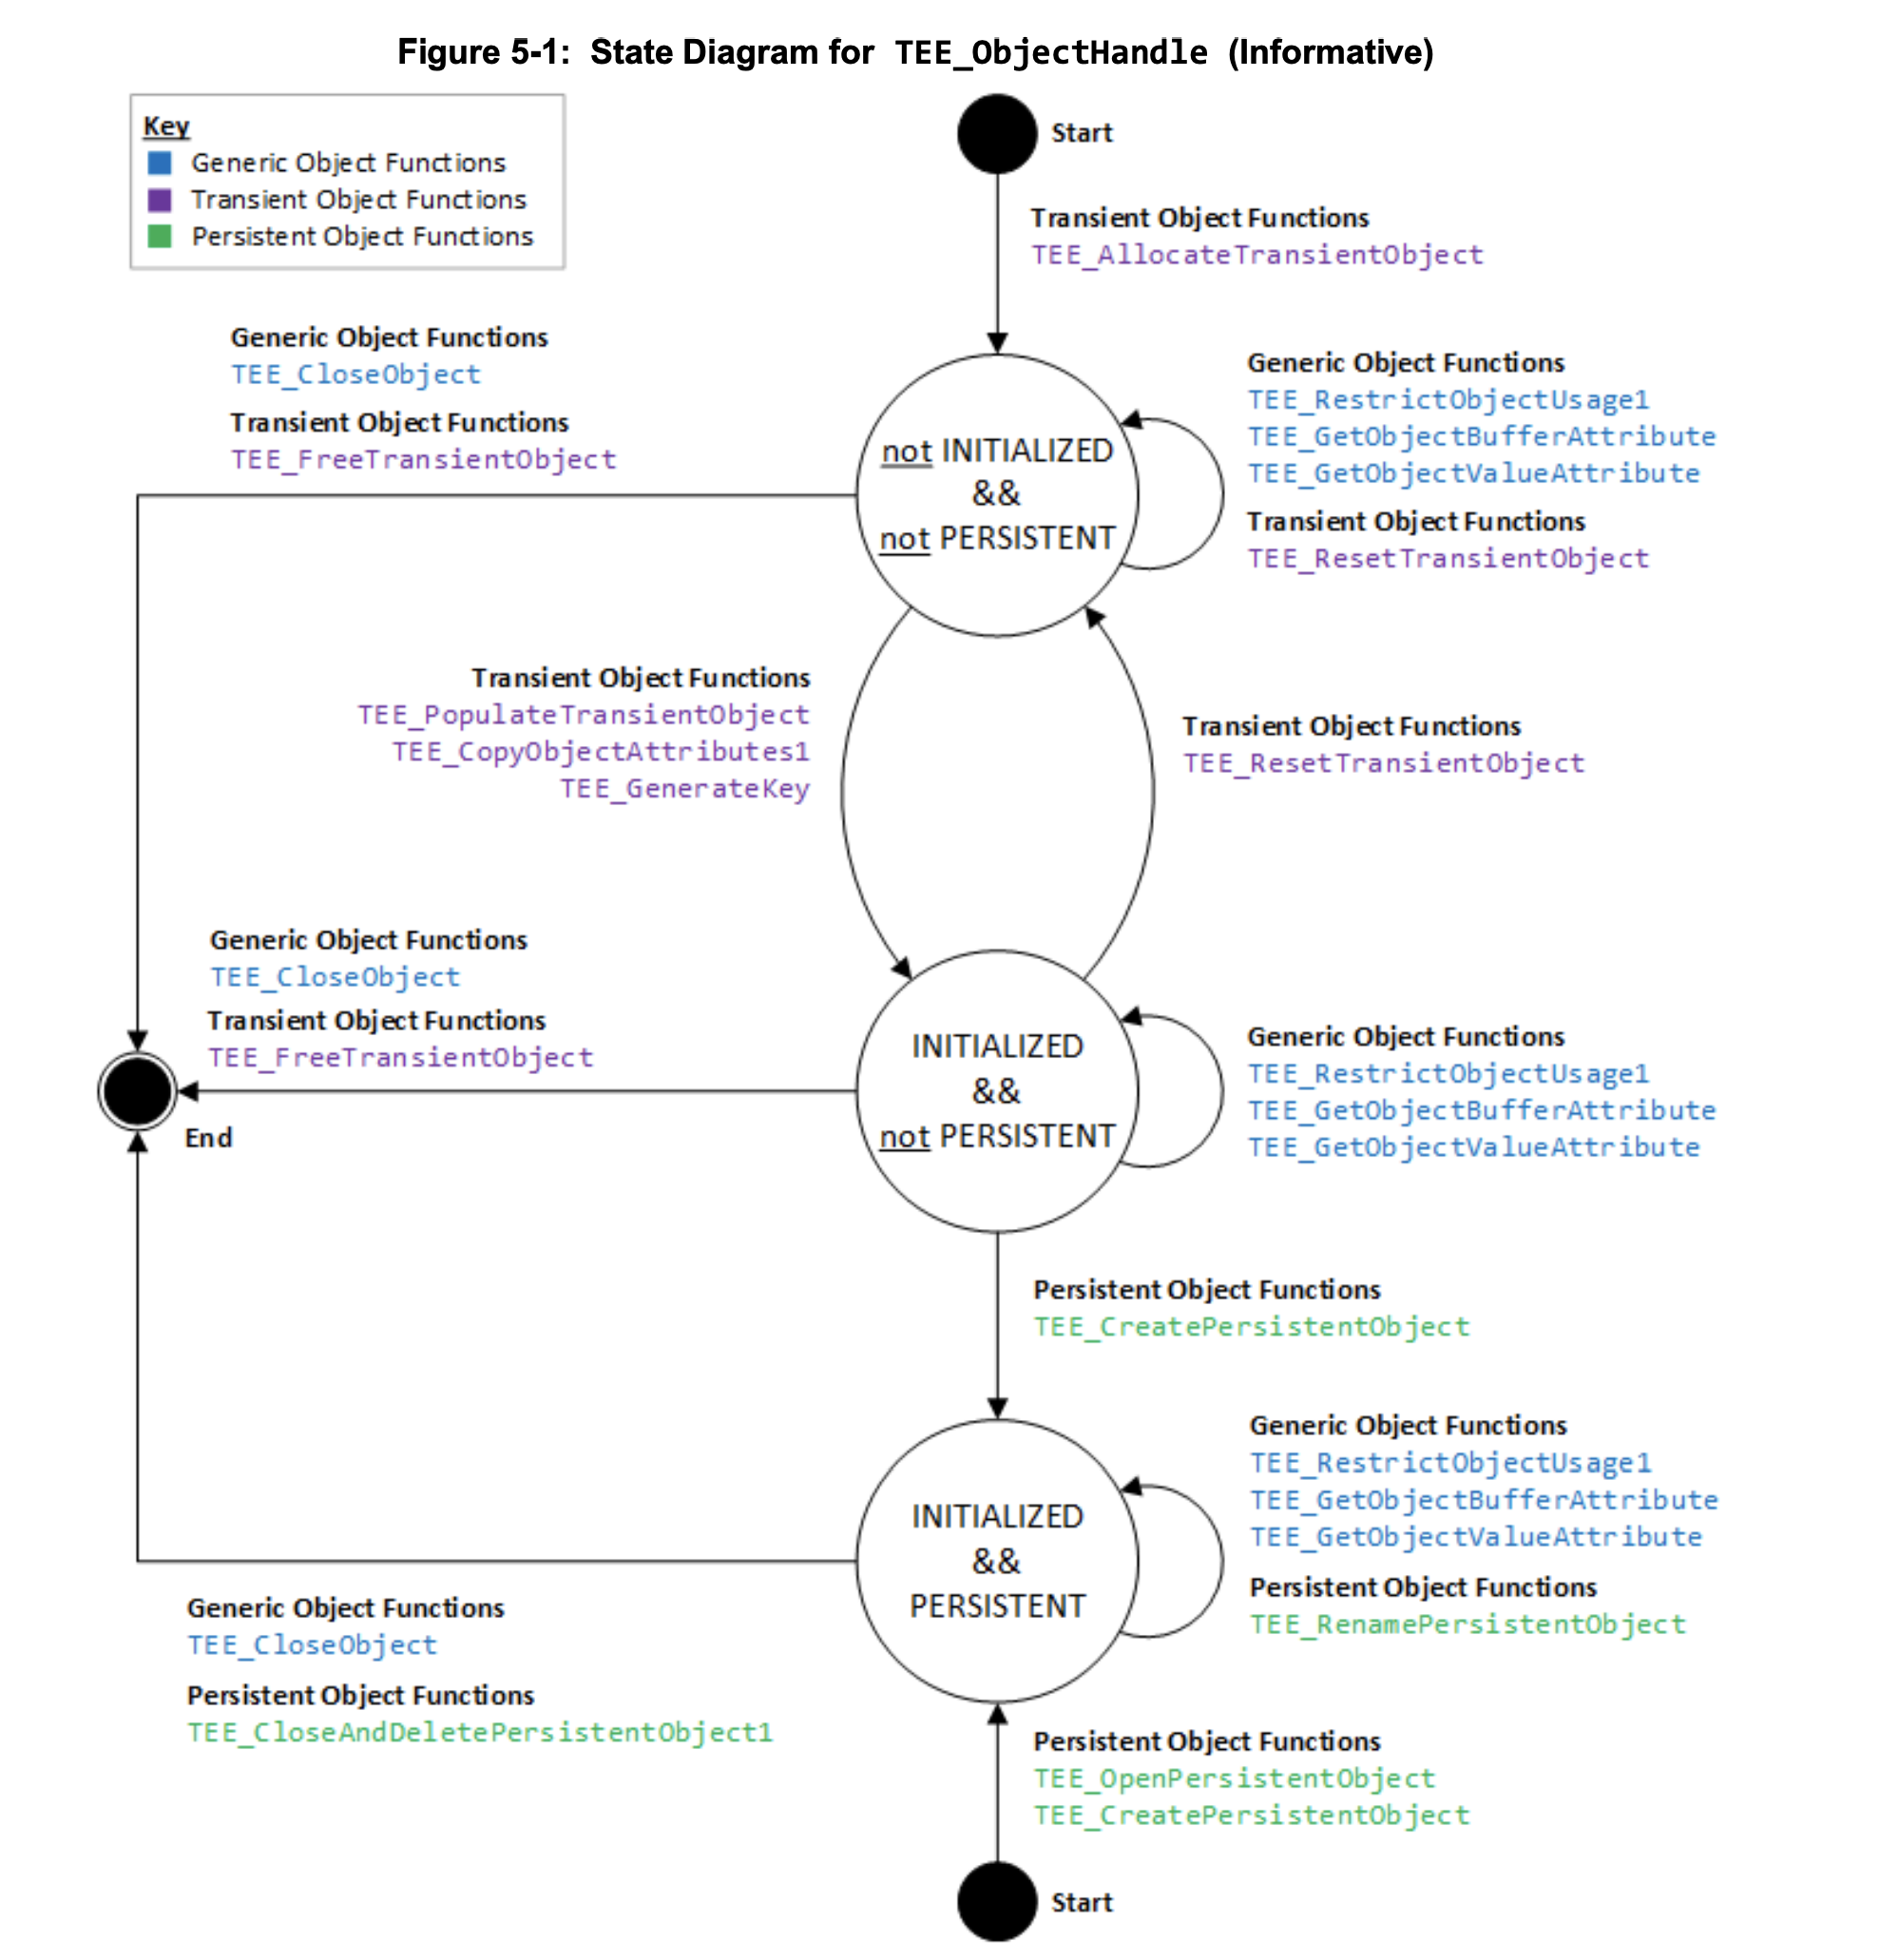 Figure 5-1: State Diagram for TEE_ObjectHandle (Informative)
Key
Generic Object Functions
Transient Object Functions
Persistent Object Functions
Start
Transient Object Functions
TEE_AllocateTransientObject
Generic Object Functions
TEE_CloseObject
Transient Object Functions
TEE_FreeTransientObject
not INITIALIZED
&&
not PERSISTENT
Generic Object Functions
TEE_RestrictObjectUsage1
TEE_GetObjectBufferAttribute
TEE_GetObjectValueAttribute
Transient Object Functions
TEE_ResetTransientObject
Transient Object Functions
TEE_PopulateTransientObject
TEE_CopyObjectAttributes1
TEE_GenerateKey
Transient Object Functions
TEE_ResetTransientObject
Generic Object Functions
TEE_CloseObject
Transient Object Functions
TEE_FreeTransientObject
End
INITIALIZED
&&
not PERSISTENT
Generic Object Functions
TEE_RestrictObjectUsage1
TEE_GetObjectBufferAttribute
TEE_GetObjectValueAttribute
Persistent Object Functions
TEE_CreatePersistentObject
INITIALIZED
&&
PERSISTENT
Generic Object Functions
TEE_RestrictObjectUsage1
TEE_GetObjectBufferAttribute
TEE_GetObjectValueAttribute
Persistent Object Functions
TEE_RenamePersistentObject
Generic Object Functions
TEE_CloseObject
Persistent Object Functions
TEE_CloseAndDeletePersistentObject1
Persistent Object Functions
TEE_OpenPersistentObject
TEE_CreatePersistentObject
Start